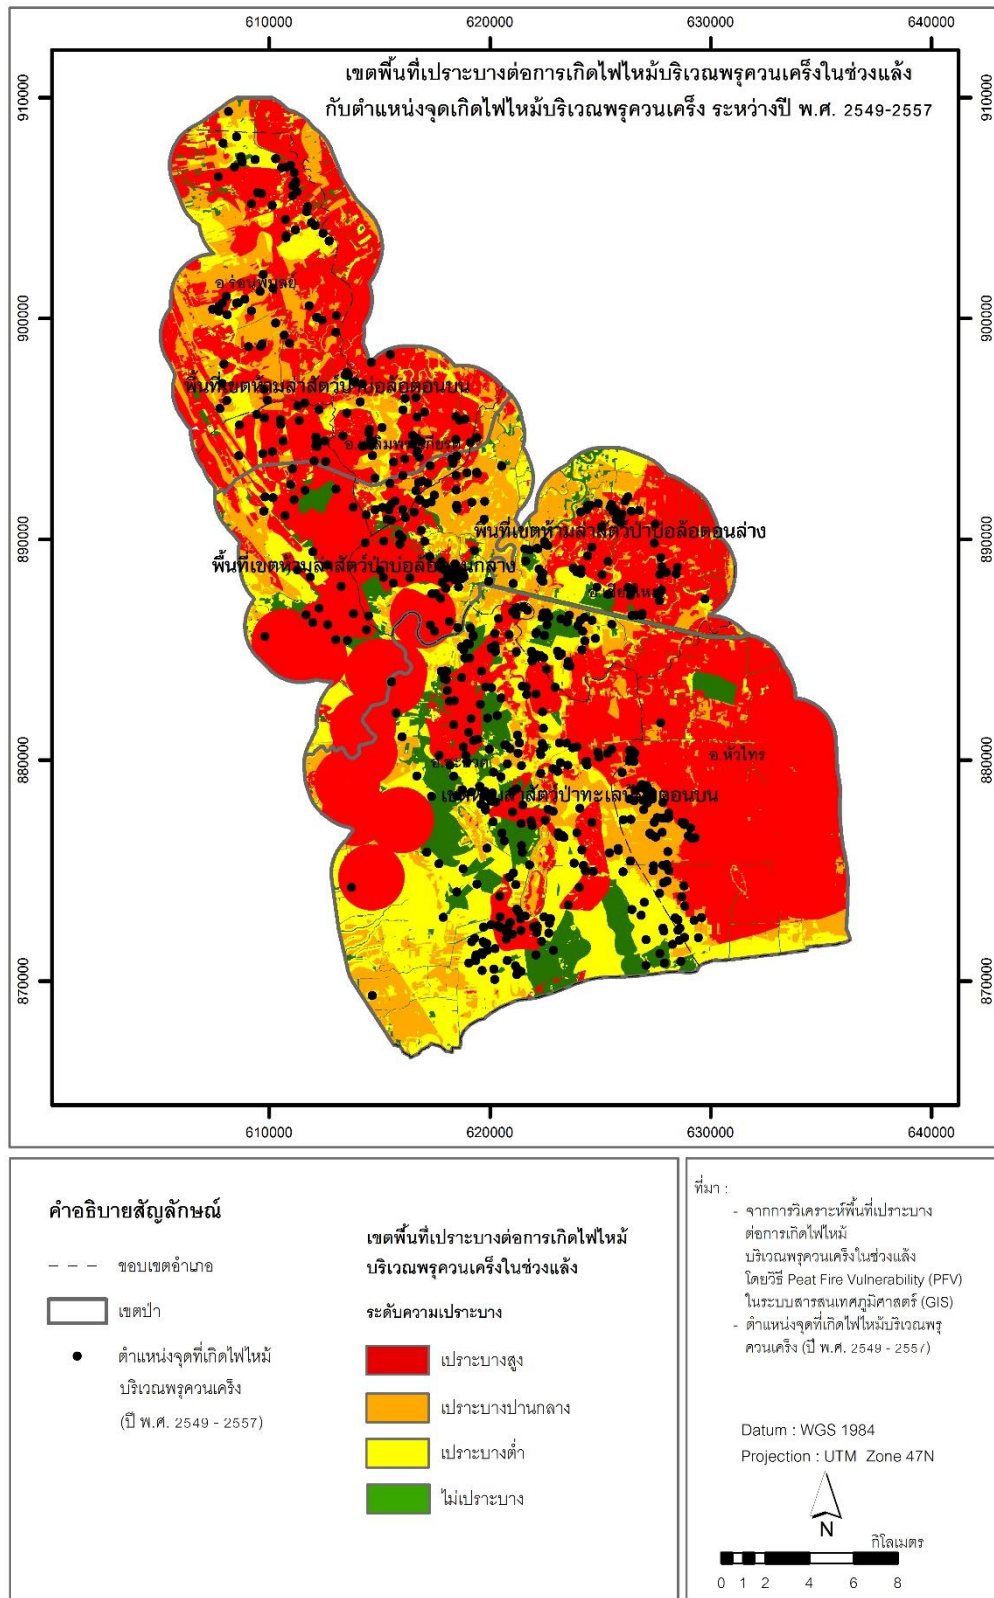 610000 620000 630000 640000
เขตพื้นที่เปราะบางต่อการเกิดไฟไหม้บริเวณพรุควนเคร็งในช่วงแล้ง
กับตำแหน่งจุดเกิดไฟไหม้บริเวณพรุควนเคร็ง ระหว่างปี พ.ศ. 2549-2557
910000 910000
อ.ร่อนพิบูลย์
900000 900000
พื้นที่เขตห้ามล่าสัตว์ป่าบ่อล้อตอนบน
890000 890000
พื้นที่เขตห้ามล่าสัตว์ป่าบ่อล้อตอนล่าง
พื้นที่เขตห้ามล่าสัตว์ป่าบ่อล้อตอนกลาง
อ.หัวไทร
880000 880000
870000 870000
610000 620000 630000 640000
คำอธิบายสัญลักษณ์
ขอบเขตอำเภอ
เขตป่า
ตำแหน่งจุดที่เกิดไฟไหม้
บริเวณพรุควนเคร็ง
(ปี พ.ศ. 2549 - 2557)
เขตพื้นที่เปราะบางต่อการเกิดไฟไหม้
บริเวณพรุควนเคร็งในช่วงแล้ง
ระดับความเปราะบาง
เปราะบางสูง
เปราะบางปานกลาง
เปราะบางต่ำ
ไม่เปราะบาง
ที่มา :
- จากการวิเคราะห์พื้นที่เปราะบาง
ต่อการเกิดไฟไหม้
บริเวณพรุควนเคร็งในช่วงแล้ง
โดยวิธี Peat Fire Vulnerability (PFV)
ในระบบสารสนเทศภูมิศาสตร์ (GIS)
- ตำแหน่งจุดที่เกิดไฟไหม้บริเวณพรุ
ควนเคร็ง (ปี พ.ศ. 2549 - 2557)
Datum : WGS 1984
Projection : UTM Zone 47N
N
กิโลเมตร
0 1 2 4 6 8